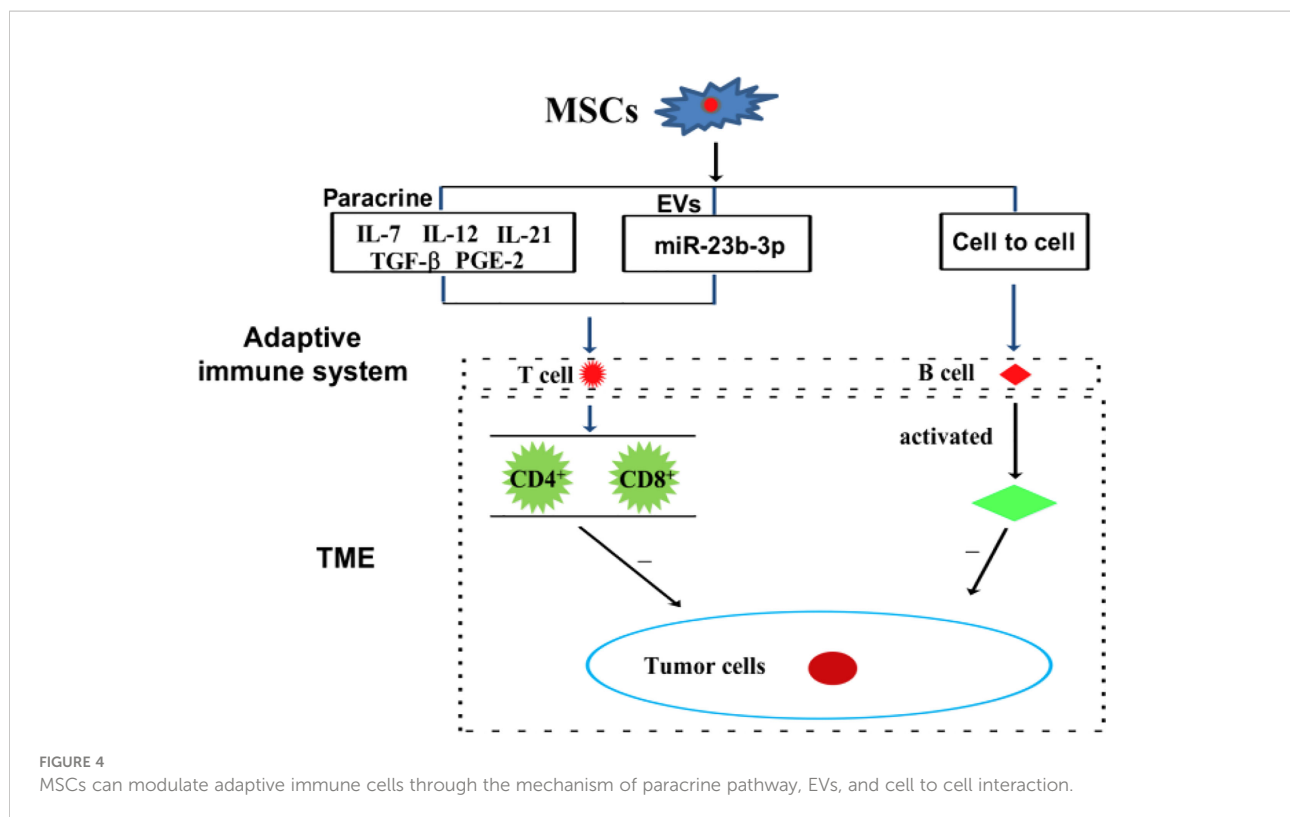 MSCs
Paracrine
IL-7 IL-12 IL-21
TGF-β PGE-2
EVs
miR-23b-3p
Cell to cell
Adaptive
immune system
T cell
B cell
activated
CD4⁺
CD8⁺
TME
–
–
Tumor cells
FIGURE 4
MSCs can modulate adaptive immune cells through the mechanism of paracrine pathway, EVs, and cell to cell interaction.